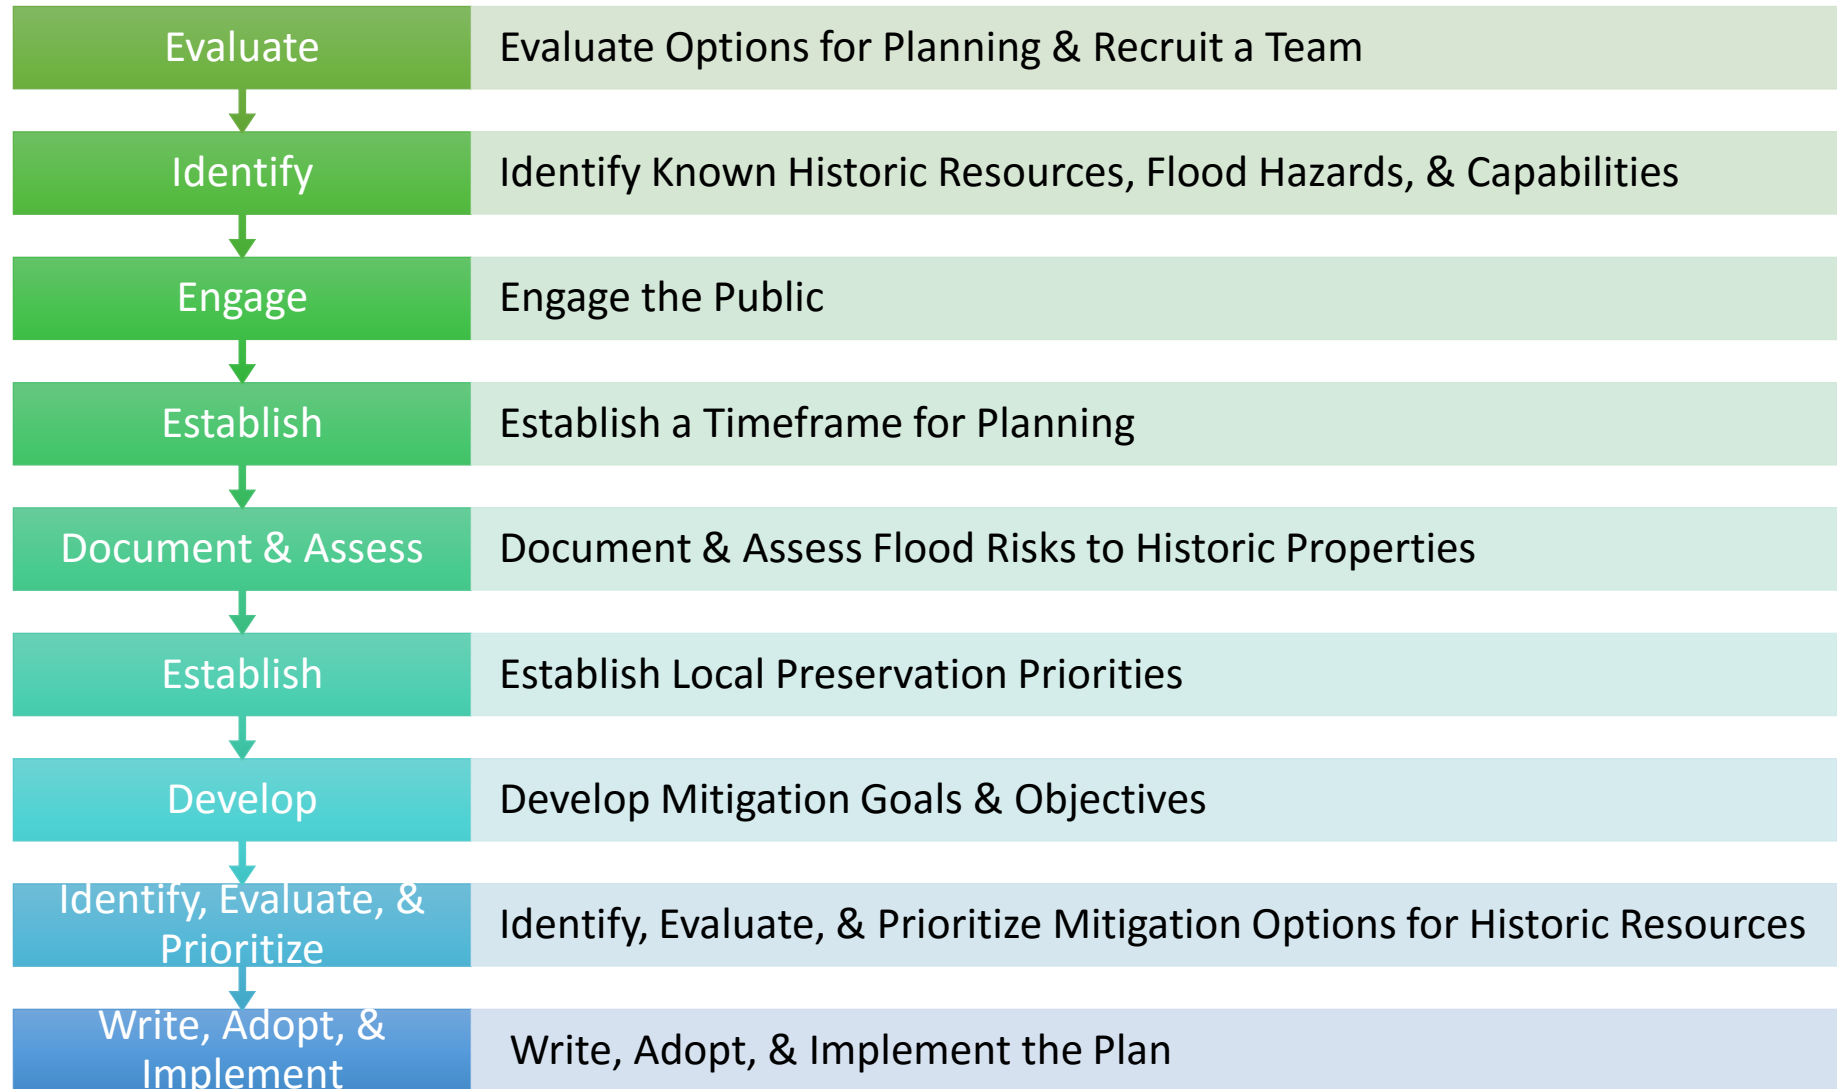 Evaluate
Evaluate Options for Planning & Recruit a Team
Identify
Identify Known Historic Resources, Flood Hazards, & Capabilities
Engage
Engage the Public
Establish
Establish a Timeframe for Planning
Document & Assess
Document & Assess Flood Risks to Historic Properties
Establish
Establish Local Preservation Priorities
Develop
Develop Mitigation Goals & Objectives
Identify, Evaluate, &
Prioritize
Identify, Evaluate, & Prioritize Mitigation Options for Historic Resources
Write, Adopt, &
Implement
Write, Adopt, & Implement the Plan